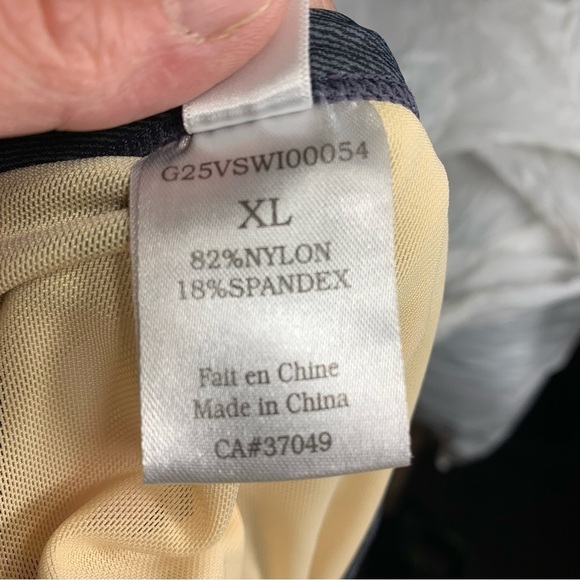 G25VSWI00054
XL
82%NYLON
18%SPANDEX
Fait en Chine
Made in China
CA#37049